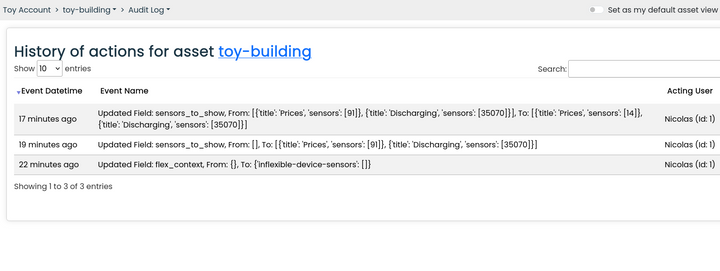 Toy Account > toy-building > Audit Log
Set as my default asset view
History of actions for asset toy-building
Show 10 entries
Search:
Event Datetime Event Name Acting User
17 minutes ago
Updated Field: sensors_to_show, From: [{'title': 'Prices', 'sensors': [91]}, {'title': 'Discharging', 'sensors': [35070]}], To: [{'title': 'Prices', 'sensors': [14]},
{'title': 'Discharging', 'sensors': [35070]}]
Nicolas (Id: 1)
19 minutes ago Updated Field: sensors_to_show, From: [], To: [{'title': 'Prices', 'sensors': [91]}, {'title': 'Discharging', 'sensors': [35070]}] Nicolas (Id: 1)
22 minutes ago Updated Field: flex_context, From: {}, To: {'inflexible-device-sensors': []} Nicolas (Id: 1)
Showing 1 to 3 of 3 entries